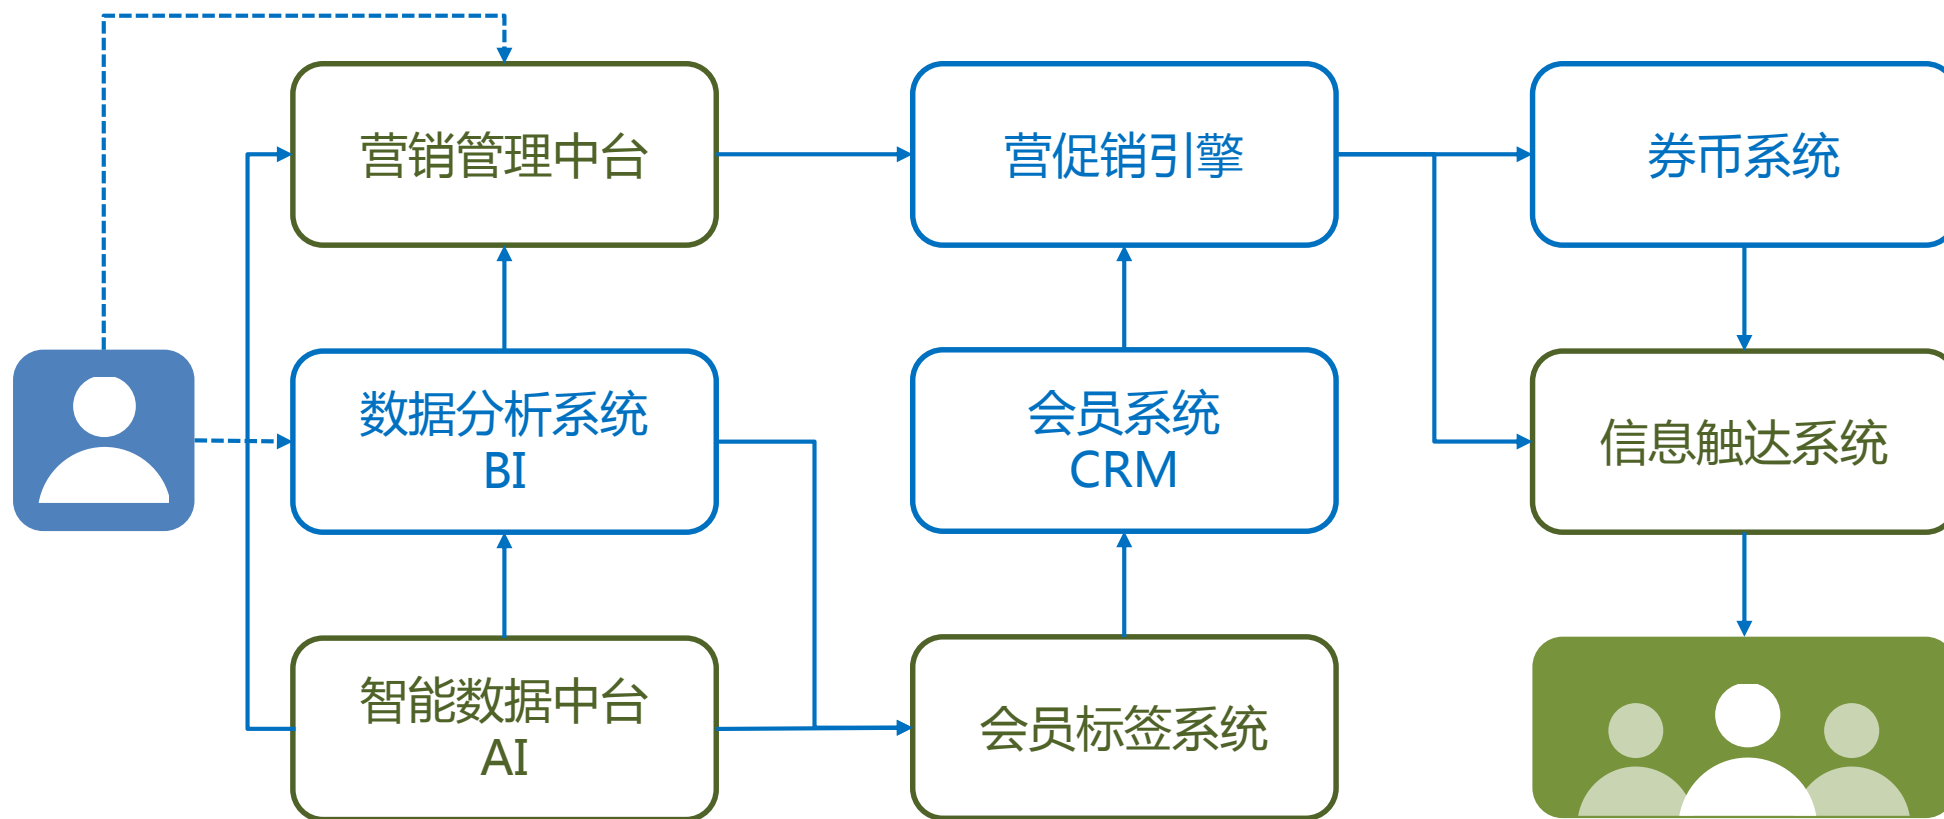 营销管理中台
营促销引擎
券币系统
数据分析系统
BI
会员系统
CRM
信息触达系统
智能数据中台
AI
会员标签系统